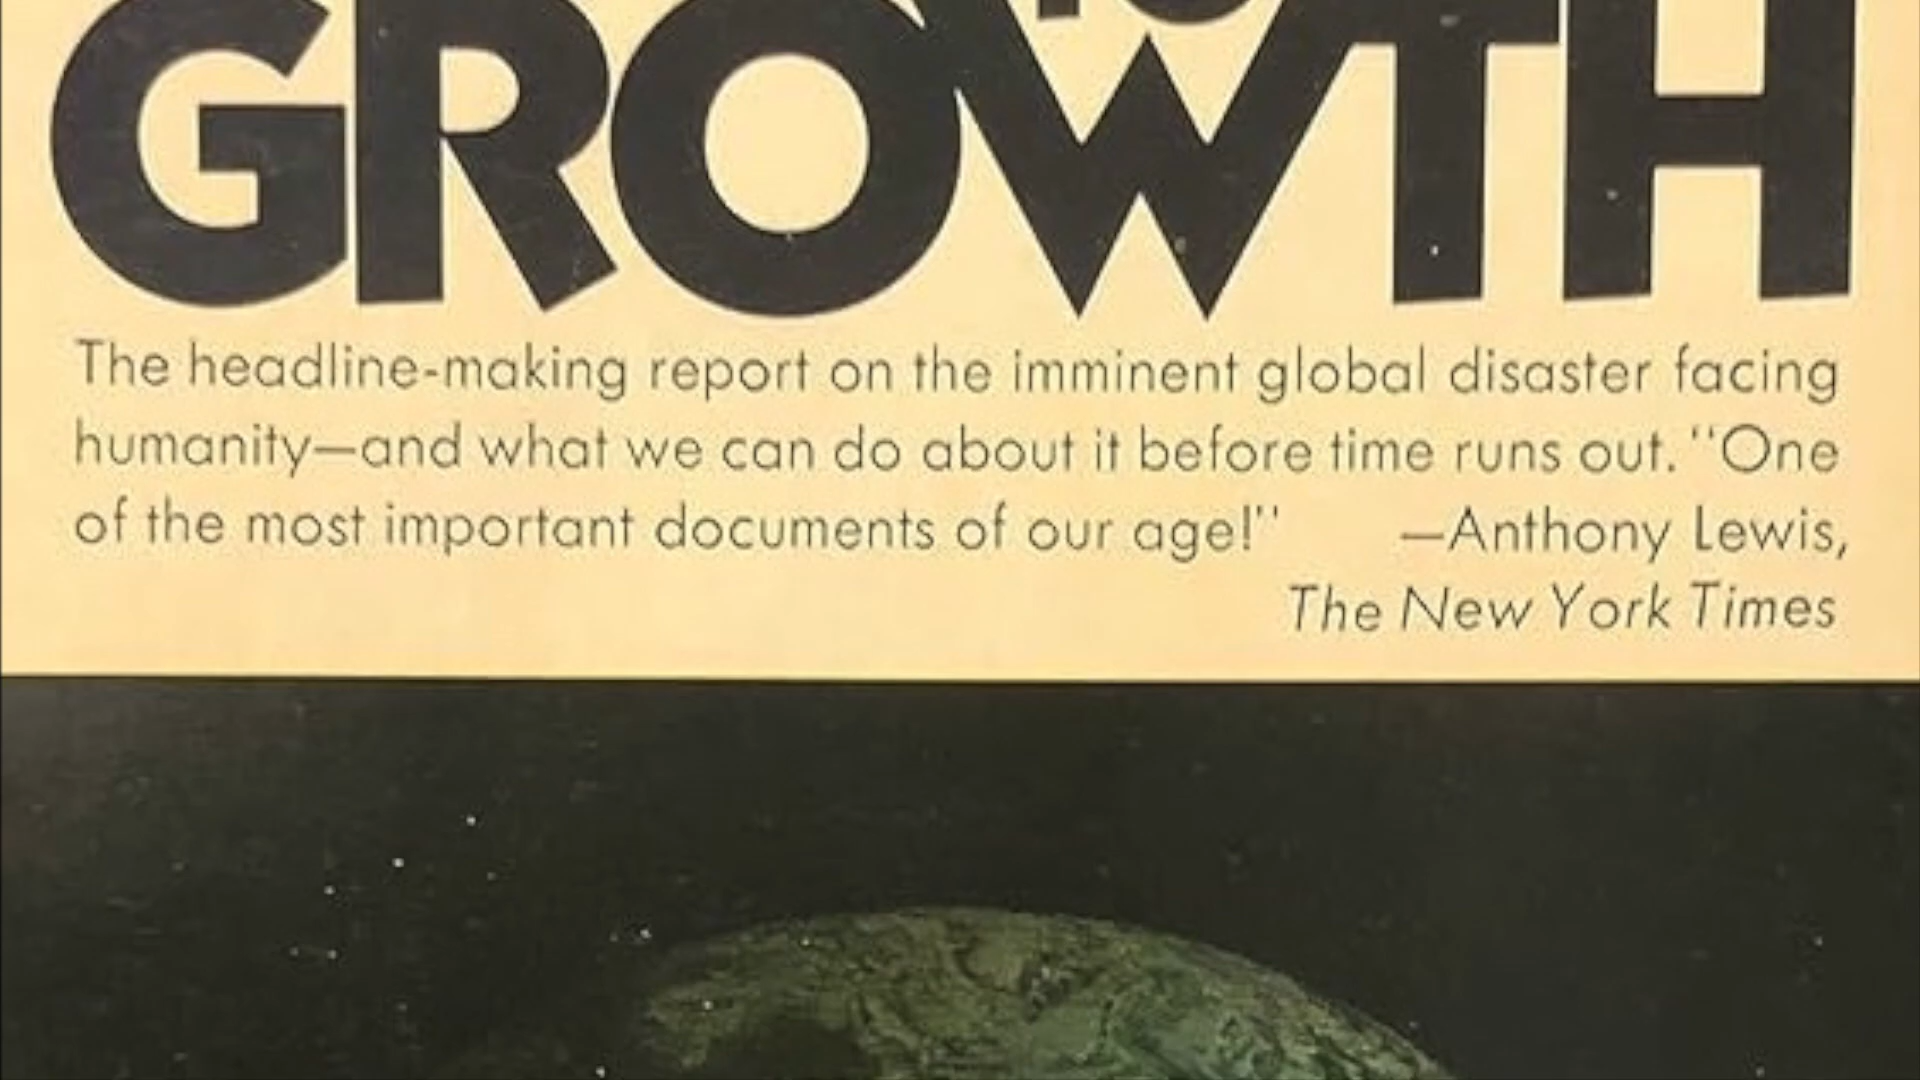 GROWTH
The headline-making report on the imminent global disaster facing
humanity—and what we can do about it before time runs out. "One
of the most important documents of our age!" —Anthony Lewis,
The New York Times